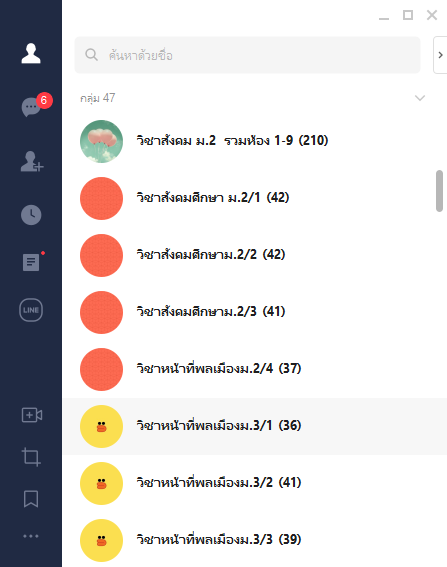 ค้นหาด้วยชื่อ
6
กลุ่ม 47
วิชาสังคม ม.2 รวมห้อง 1-9 (210)
วิชาสังคมศึกษา ม.2/1 (42)
วิชาสังคมศึกษาม.2/2 (42)
วิชาสังคมศึกษาม.2/3 (41)
LINE
วิชาหน้าที่พลเมืองม.2/4 (37)
วิชาหน้าที่พลเมืองม.3/1 (36)
วิชาหน้าที่พลเมืองม.3/2 (41)
วิชาหน้าที่พลเมืองม.3/3 (39)